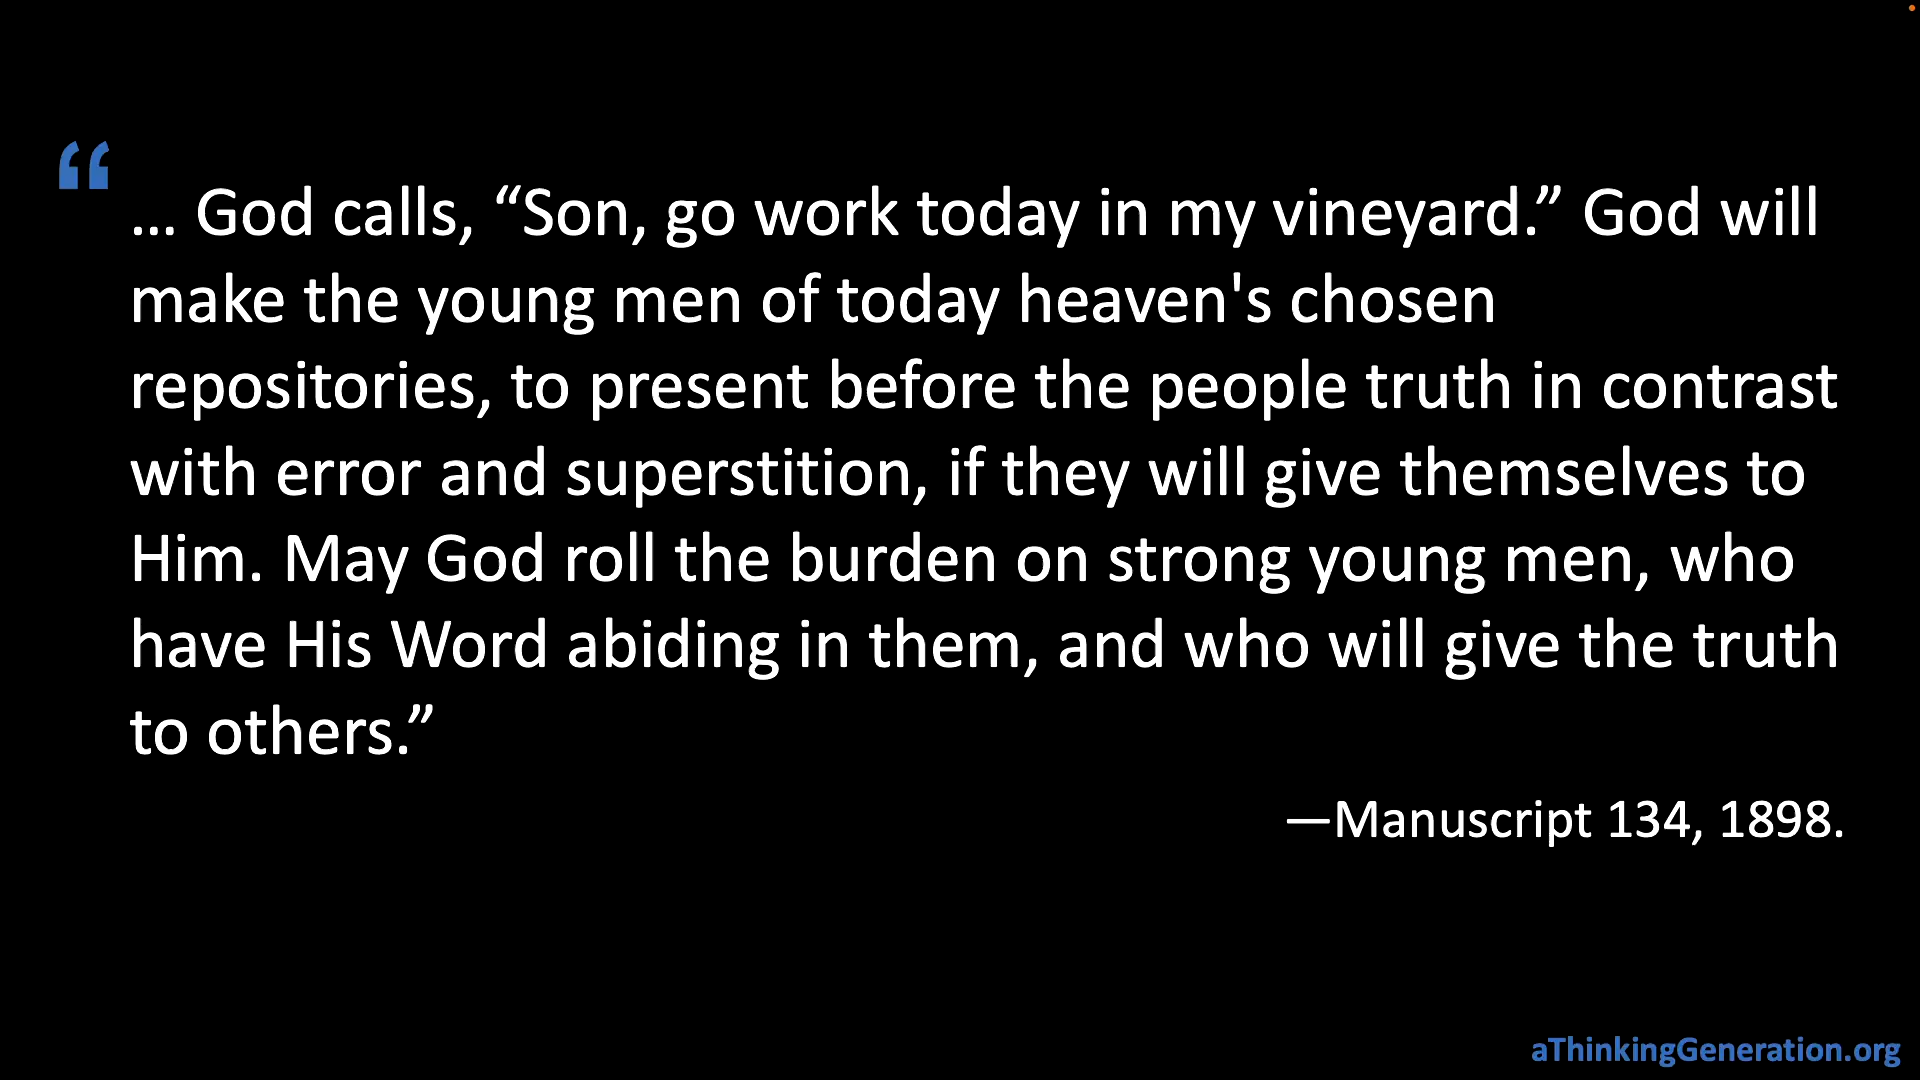 “
… God calls, “Son, go work today in my vineyard.” God will
make the young men of today heaven's chosen
repositories, to present before the people truth in contrast
with error and superstition, if they will give themselves to
Him. May God roll the burden on strong young men, who
have His Word abiding in them, and who will give the truth
to others.”
—Manuscript 134, 1898.
aThinkingGeneration.org